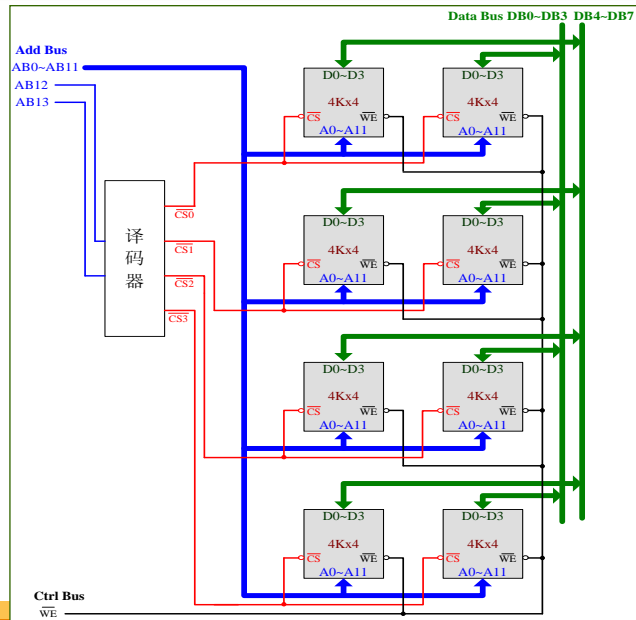 Data Bus DB0~DB3 DB4~DB7
Add Bus
AB0~AB11
AB12
AB13
D0~D3
4Kx4
CS
WE
A0~A11
D0~D3
4Kx4
CS
WE
A0~A11
译码器
CS0
CS1
CS2
CS3
D0~D3
4Kx4
CS
WE
A0~A11
D0~D3
4Kx4
CS
WE
A0~A11
D0~D3
4Kx4
CS
WE
A0~A11
D0~D3
4Kx4
CS
WE
A0~A11
D0~D3
4Kx4
CS
WE
A0~A11
D0~D3
4Kx4
CS
WE
A0~A11
Ctrl Bus
WE